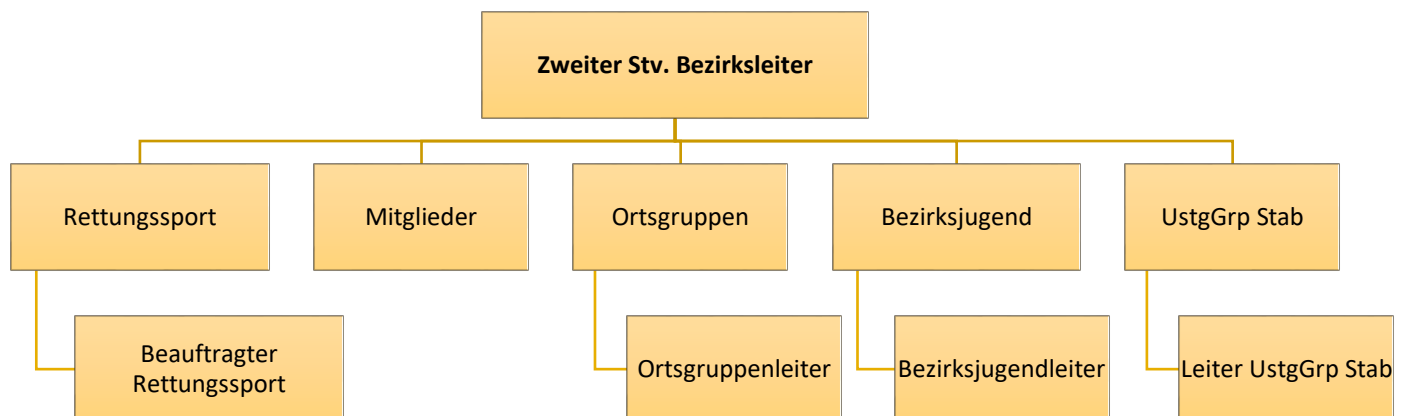 Zweiter Stv. Bezirksleiter
Rettungssport
Mitglieder
Ortsgruppen
Bezirksjugend
UstgGrp Stab
Beauftragter
Rettungssport
Ortsgruppenleiter
Bezirksjugendleiter
Leiter UstgGrp Stab